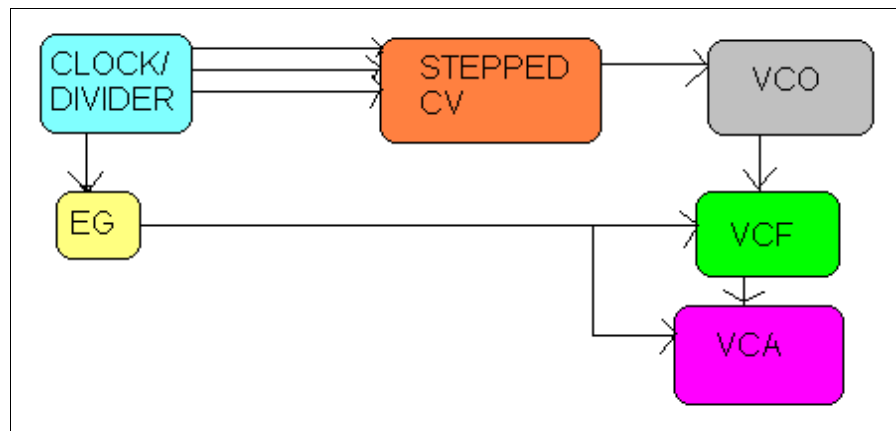 CLOCK/
DIVIDER
STEPPED
CV
VCO
EG
VCF
VCA